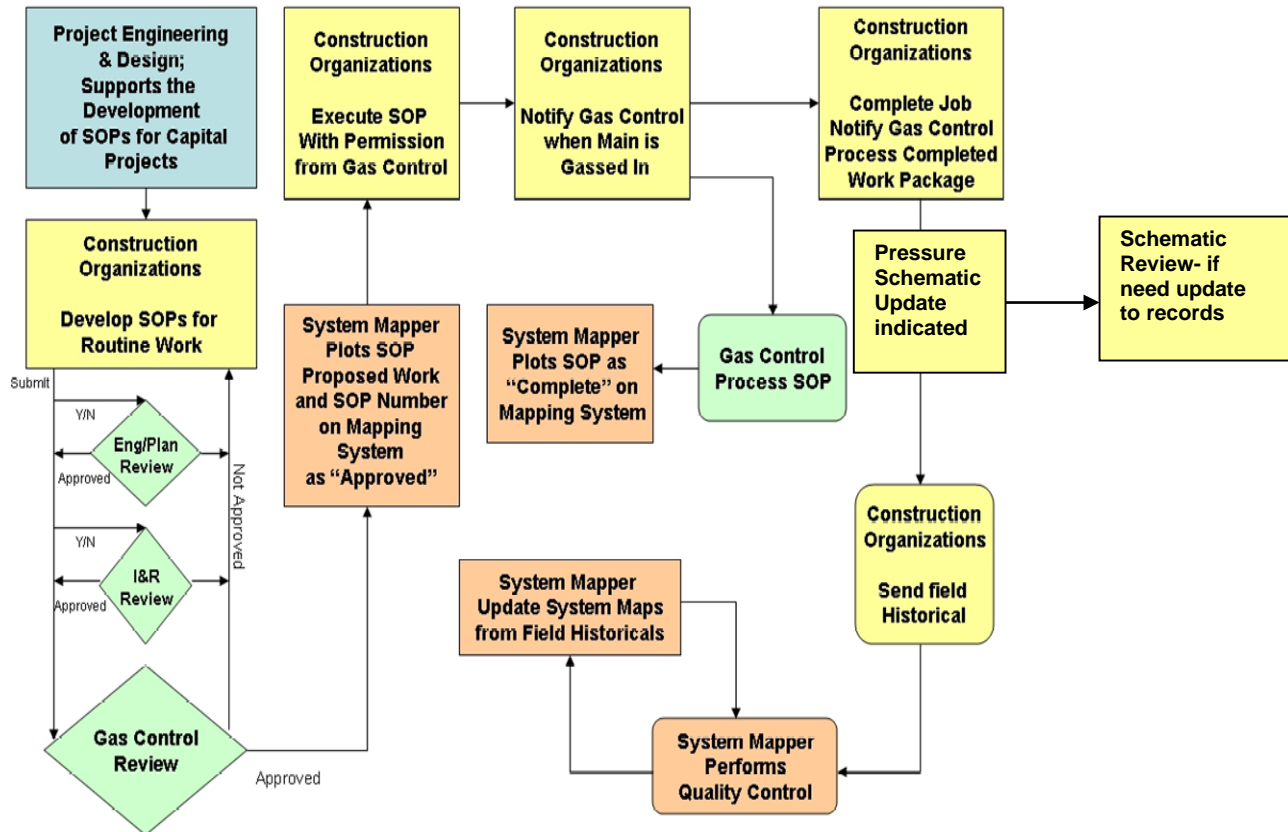 Project Engineering
& Design;
Supports the
Development
of SOPs for Capital
Projects
Construction
Organizations
Develop SOPs for
Routine Work
Submit
Y/N
Eng/Plan
Review
Approved
Not Approved
Y/N
I&R
Review
Approved
Gas Control
Review
Approved
System Mapper
Plots SOP
Proposed Work
and SOP Number
on Mapping
System
as “Approved”
Construction
Organizations
Execute SOP
With Permission
from Gas Control
Construction
Organizations
Notify Gas Control
when Main is
Gassed In
Construction
Organizations
Complete Job
Notify Gas Control
Process Completed
Work Package
Gas Control
Process SOP
System Mapper
Plots SOP as
“Complete” on
Mapping System
Pressure
Schematic
Update
indicated
Schematic
Review- if
need update
to records
Construction
Organizations
Send field
Historical
System Mapper
Performs
Quality Control
System Mapper
Update System Maps
from Field Historicals